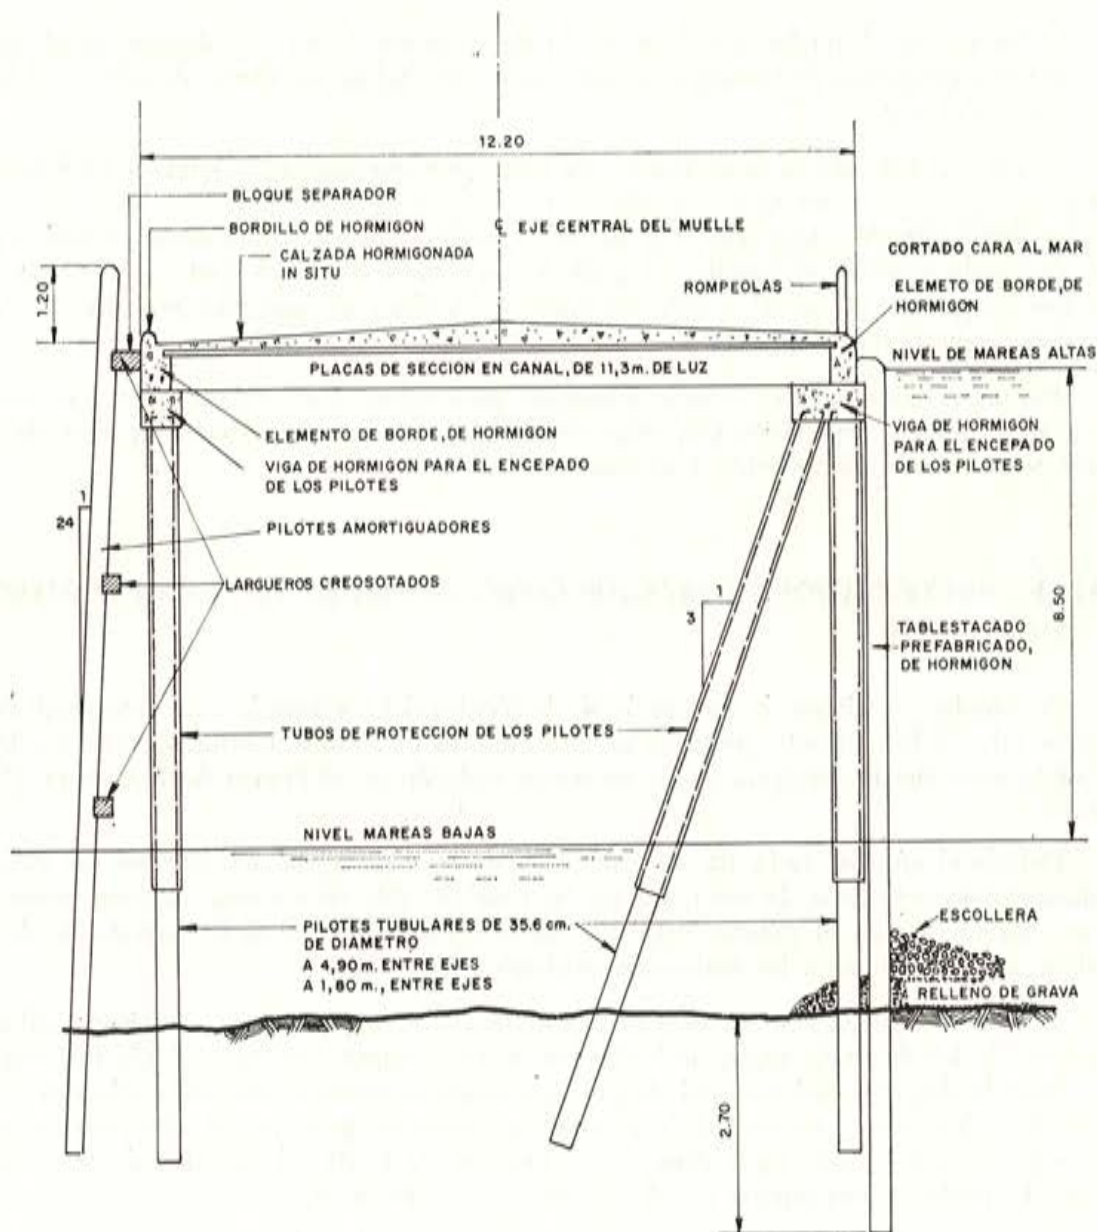 12.20
BLOQUE SEPARADOR
BORDILLO DE HORMIGON
CALZADA HORMIGONADA
IN SITU
1.20
℄ EJE CENTRAL DEL MUELLE
CORTADO CARA AL MAR
ROMPEOLAS
ELEMETO DE BORDE, DE
HORMIGON
NIVEL DE MAREAS ALTAS
PLACAS DE SECCION EN CANAL, DE 11,3m. DE LUZ
ELEMENTO DE BORDE, DE HORMIGON
VIGA DE HORMIGON PARA EL ENCEPADO
DE LOS PILOTES
VIGA DE HORMIGON
PARA EL ENCEPADO
DE LOS PILOTES
1
24
PILOTES AMORTIGUADORES
LARGUEROS CREOSOTADOS
1
3
8.50
TABLESTACADO
PREFABRICADO,
DE HORMIGON
TUBOS DE PROTECCION DE LOS PILOTES
NIVEL MAREAS BAJAS
PILOTES TUBULARES DE 35.6 cm.
DE DIAMETRO
A 4,90 m. ENTRE EJES
A 1,80 m., ENTRE EJES
ESCOLLERA
RELLENO DE GRAVA
2.70